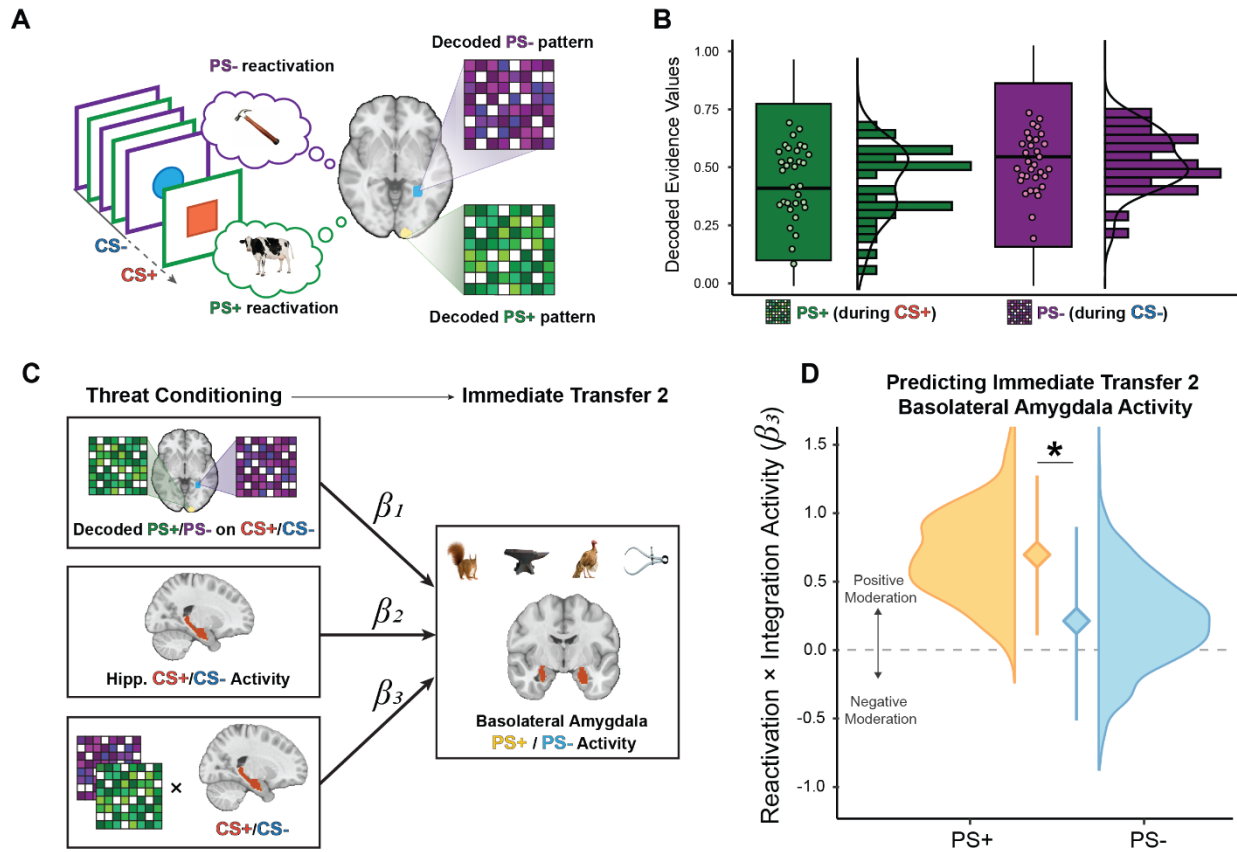 A
PS- reactivation
Decoded PS- pattern
CS-
CS+
PS+ reactivation
Decoded PS+ pattern
B
Decoded Evidence Values
1.00
0.75
0.50
0.25
0.00
PS+ (during CS+)
PS- (during CS-)
C
Threat Conditioning
Immediate Transfer 2
Decoded PS+/PS- on CS+/CS-
β1
Hipp. CS+/CS- Activity
β2
×
CS+/CS-
β3
Basolateral Amygdala
PS+ / PS- Activity
D
Predicting Immediate Transfer 2
Basolateral Amygdala Activity
Reactivation × Integration Activity (β3)
1.5
1.0
0.5
0.0
-0.5
-1.0
*
Positive
Moderation
Negative
Moderation
PS+
PS-